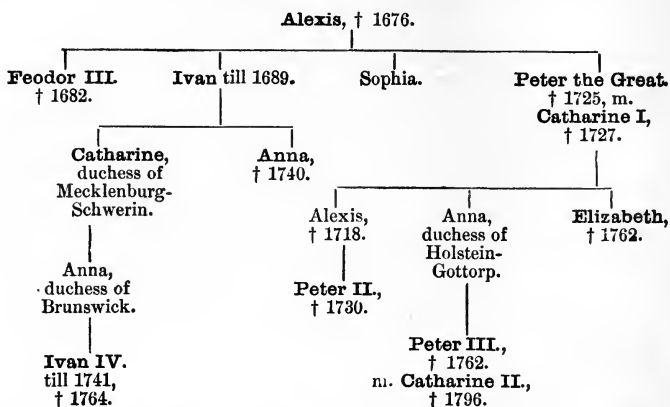 Alexis, † 1676.
Feodor III.
† 1682.
Ivan till 1689.
Sophia.
Peter the Great.
† 1725, m.
Catharine I,
† 1727.
Catharine,
duchess of
Mecklenburg-
Schwerin.
Anna,
† 1740.
Alexis,
† 1718.
Anna,
duchess of
Holstein-
Gottorp.
Elizabeth,
† 1762.
Anna,
duchess of
Brunswick.
Peter II.,
† 1730.
Ivan IV.
till 1741,
† 1764.
Peter III.,
† 1762.
m. Catharine II.,
† 1796.